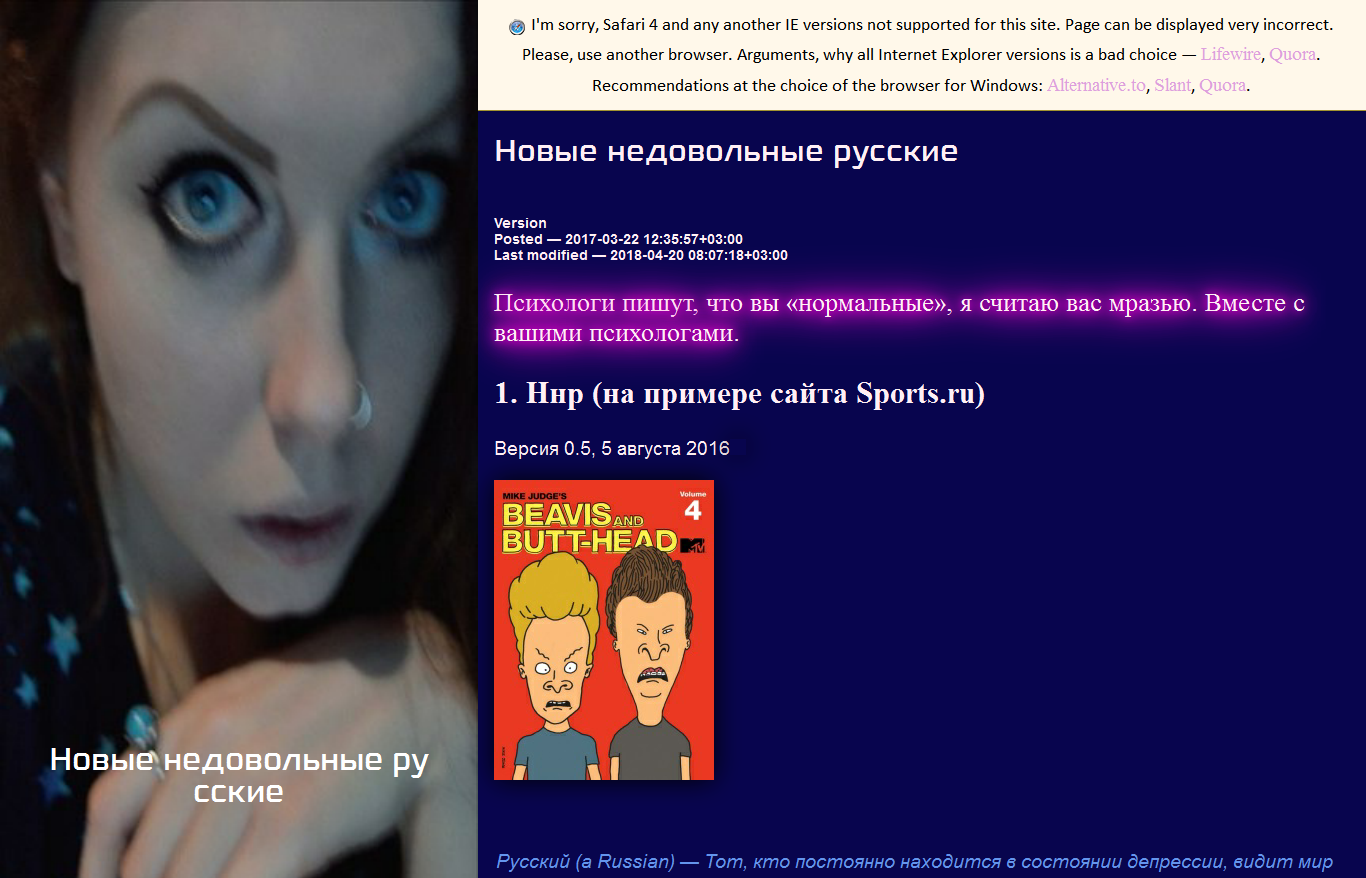 I'm sorry, Safari 4 and any another IE versions not supported for this site. Page can be displayed very incorrect.
Please, use another browser. Arguments, why all Internet Explorer versions is a bad choice — Lifewire, Quora.
Recommendations at the choice of the browser for Windows: Alternative.to, Slant, Quora.
Новые недовольные русские
Version
Posted — 2017-03-22 12:35:57+03:00
Last modified — 2018-04-20 08:07:18+03:00
Психологи пишут, что вы «нормальные», я считаю вас мразью. Вместе с
вашими психологами.
1. Ннр (на примере сайта Sports.ru)
Версия 0.5, 5 августа 2016
MIKE JUDGE'S
Volume
4
BEAVIS AND
BUTT-HEAD
MTV
Новые недовольные ру
сские
Русский (a Russian) — Тот, кто постоянно находится в состоянии депрессии, видит мир